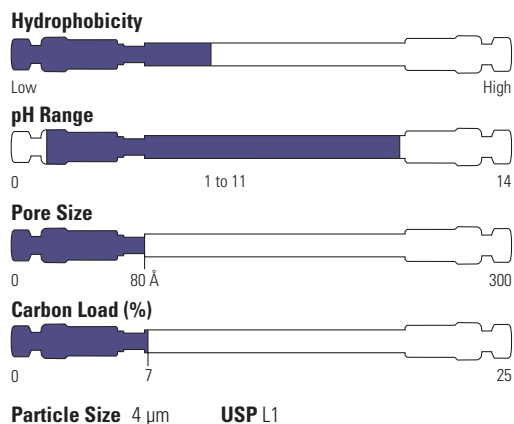 Hydrophobicity
Low High
pH Range
0 1 to 11 14
Pore Size
0 80 Å 300
Carbon Load (%)
0 7 25
Particle Size 4 µm USP L1